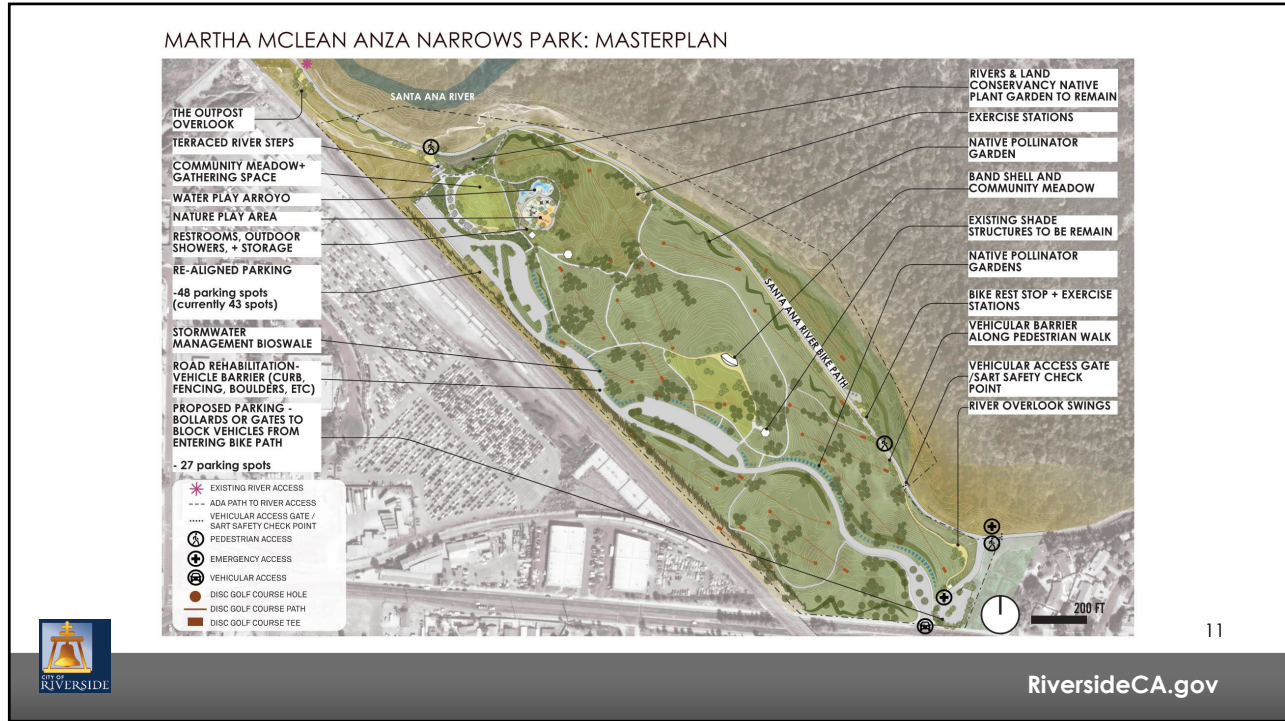 MARTHA MCLEAN ANZA NARROWS PARK: MASTERPLAN
SANTA ANA RIVER
THE OUTPOST
OVERLOOK
TERRACED RIVER STEPS
COMMUNITY MEADOW+
GATHERING SPACE
WATER PLAY ARROYO
NATURE PLAY AREA
RESTROOMS, OUTDOOR
SHOWERS, + STORAGE
RE-ALIGNED PARKING
-48 parking spots
(currently 43 spots)
STORMWATER
MANAGEMENT BIOSWALE
ROAD REHABILITATION-
VEHICLE BARRIER (CURB,
FENCING, BOULDERS, ETC)
PROPOSED PARKING -
BOLLARDS OR GATES TO
BLOCK VEHICLES FROM
ENTERING BIKE PATH
- 27 parking spots
EXISTING RIVER ACCESS
ADA PATH TO RIVER ACCESS
VEHICULAR ACCESS GATE /
SART SAFETY CHECK POINT
PEDESTRIAN ACCESS
EMERGENCY ACCESS
VEHICULAR ACCESS
DISC GOLF COURSE HOLE
DISC GOLF COURSE PATH
DISC GOLF COURSE TEE
SANTA ANA RIVER BIKE PATH
RIVERS & LAND
CONSERVANCY NATIVE
PLANT GARDEN TO REMAIN
EXERCISE STATIONS
NATIVE POLLINATOR
GARDEN
BAND SHELL AND
COMMUNITY MEADOW
EXISTING SHADE
STRUCTURES TO BE REMAIN
NATIVE POLLINATOR
GARDENS
BIKE REST STOP + EXERCISE
STATIONS
VEHICULAR BARRIER
ALONG PEDESTRIAN WALK
VEHICULAR ACCESS GATE
/SART SAFETY CHECK
POINT
RIVER OVERLOOK SWINGS
200 FT
11
CITY OF
RIVERSIDE
RiversideCA.gov